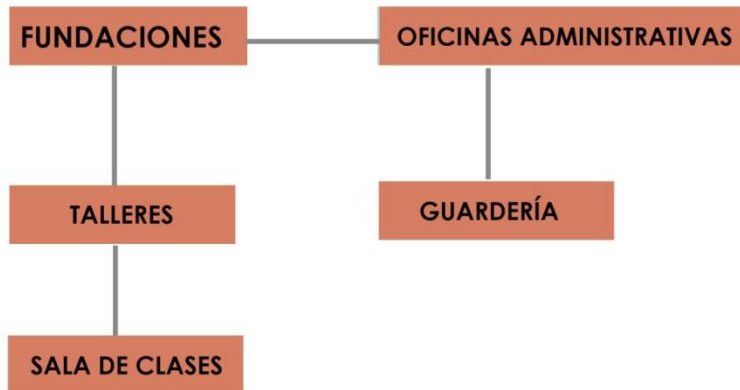 FUNDACIONES
OFICINAS ADMINISTRATIVAS
TALLERES
GUARDERÍA
SALA DE CLASES